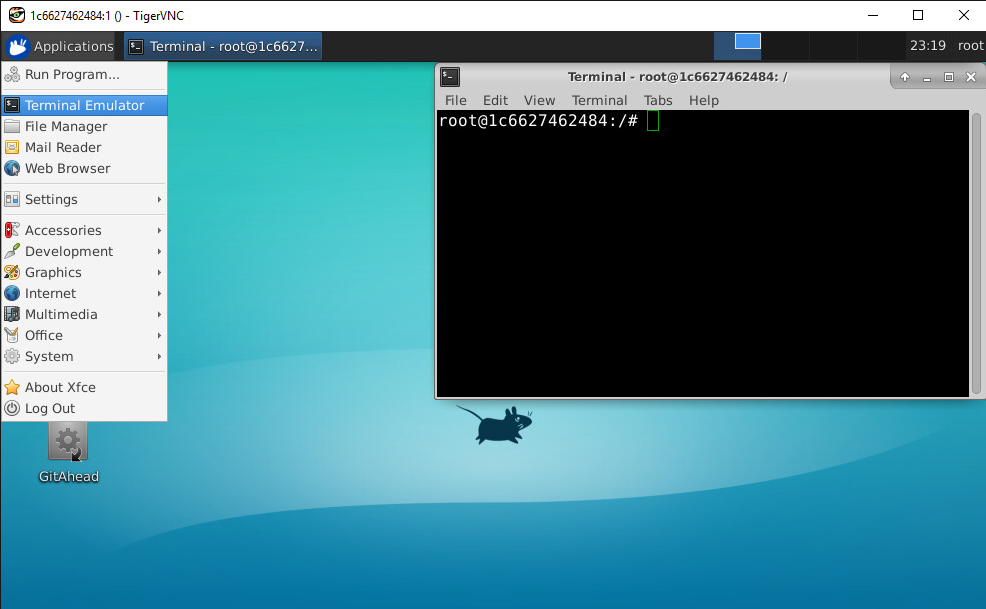 1c6627462484:1 () - TigerVNC
Applications
Terminal - root@1c6627...
23:19
root
Run Program...
Terminal Emulator
File Manager
Mail Reader
Web Browser
Settings
Accessories
Development
Graphics
Internet
Multimedia
Office
System
About Xfce
Log Out
Terminal - root@1c6627462484: /
File Edit View Terminal Tabs Help
root@1c6627462484:/#
GitAhead